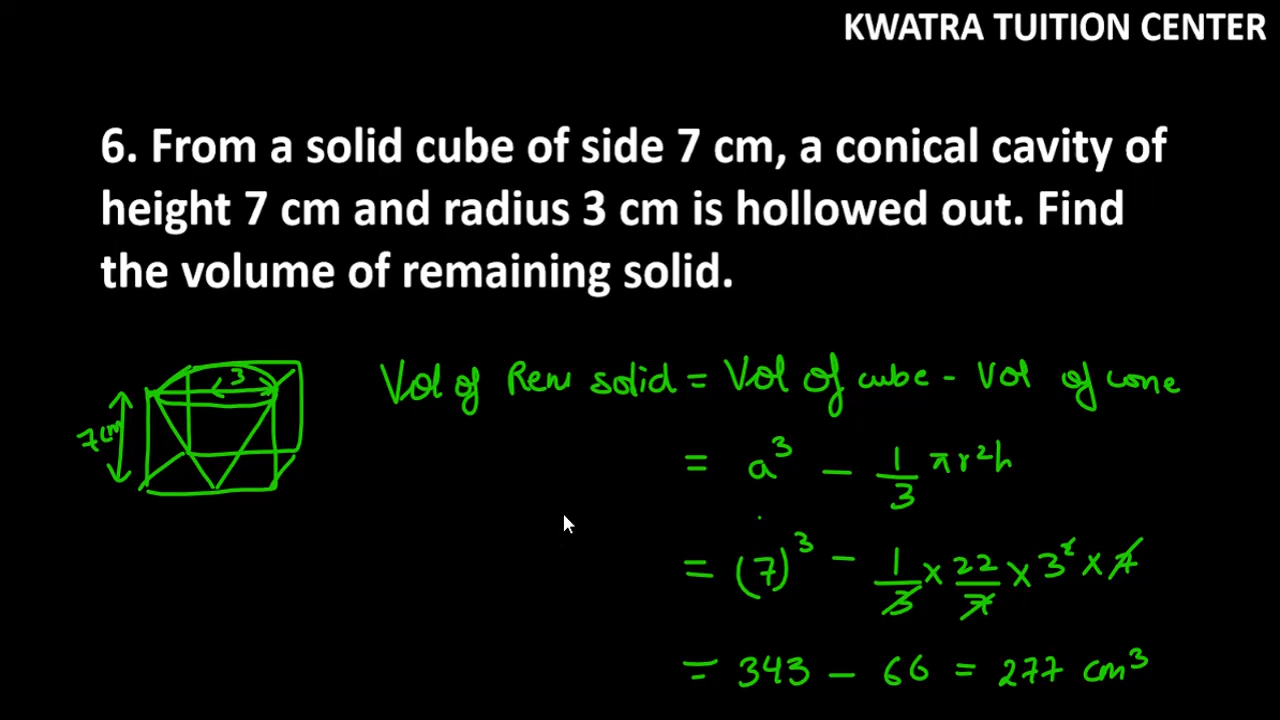 KWATRA TUITION CENTER
6. From a solid cube of side 7 cm, a conical cavity of
height 7 cm and radius 3 cm is hollowed out. Find
the volume of remaining solid.
3
7cm
Vol of Rem solid = Vol Of cube - Vol of cone
= a³ - 1/3 πr²h
= (7)³ - 1/3 × 22/7 × 3² × 7
= 343 - 66 = 277 cm³